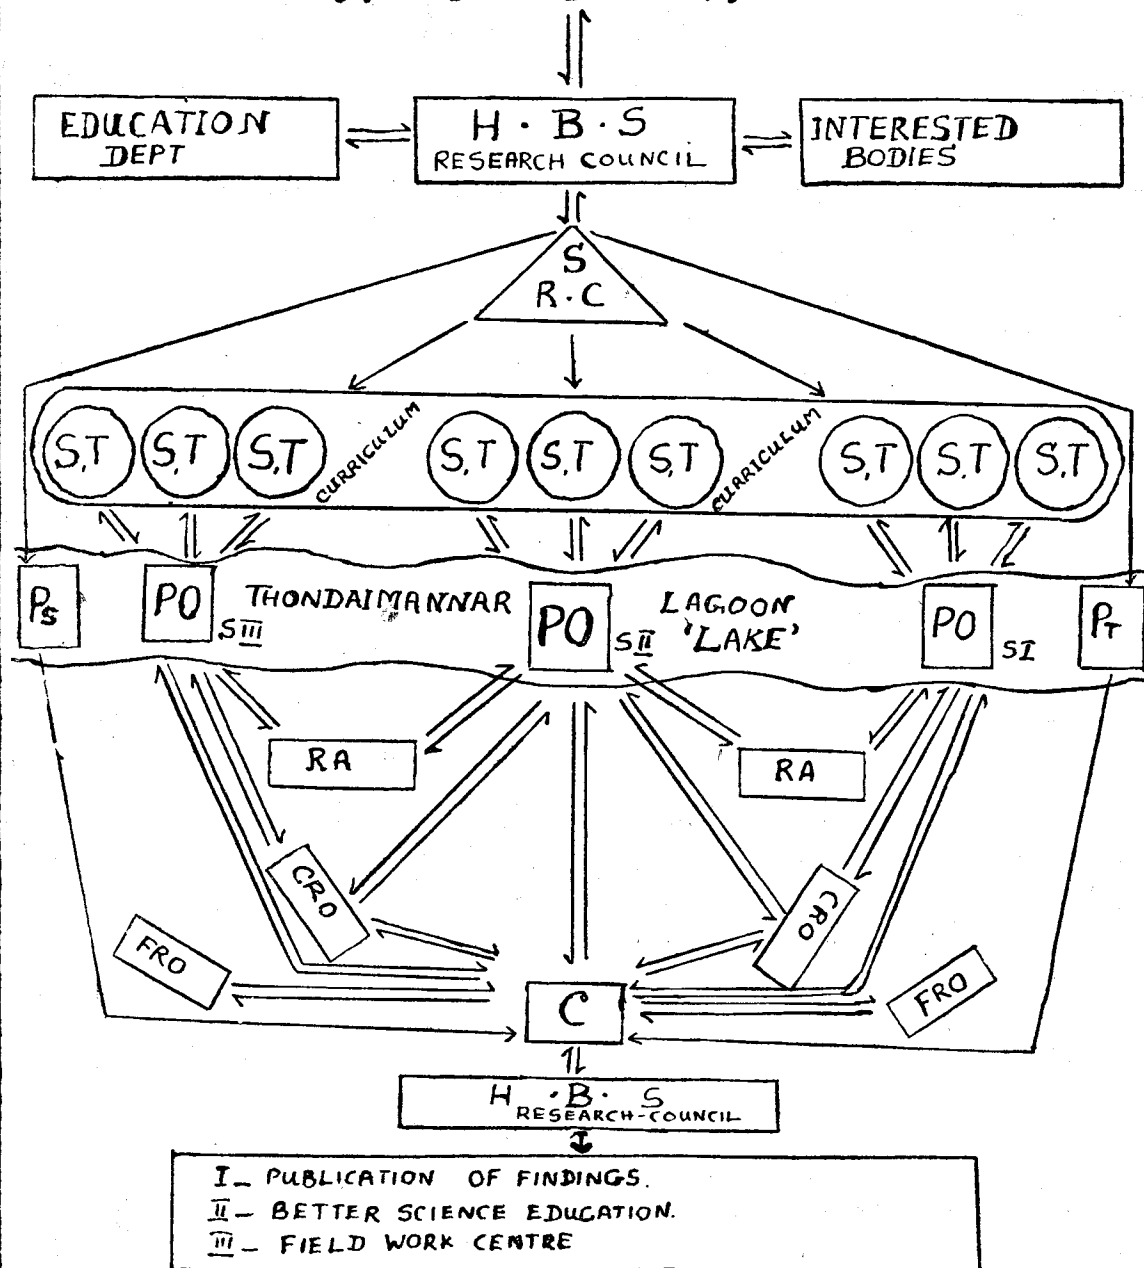 EDUCATION
DEPT
H · B · S
RESEARCH COUNCIL
INTERESTED
BODIES
S
R · C
S,T S,T S,T CURRICULUM S,T S,T S,T CURRICULUM S,T S,T S,T
PS PO SIII THONDAIMANNAR PO SII LAGOON 'LAKE' PO SI PT
RA RA
CRO CRO
FRO C FRO
H · B · S
RESEARCH-COUNCIL
I – PUBLICATION OF FINDINGS.
II – BETTER SCIENCE EDUCATION.
III – FIELD WORK CENTRE